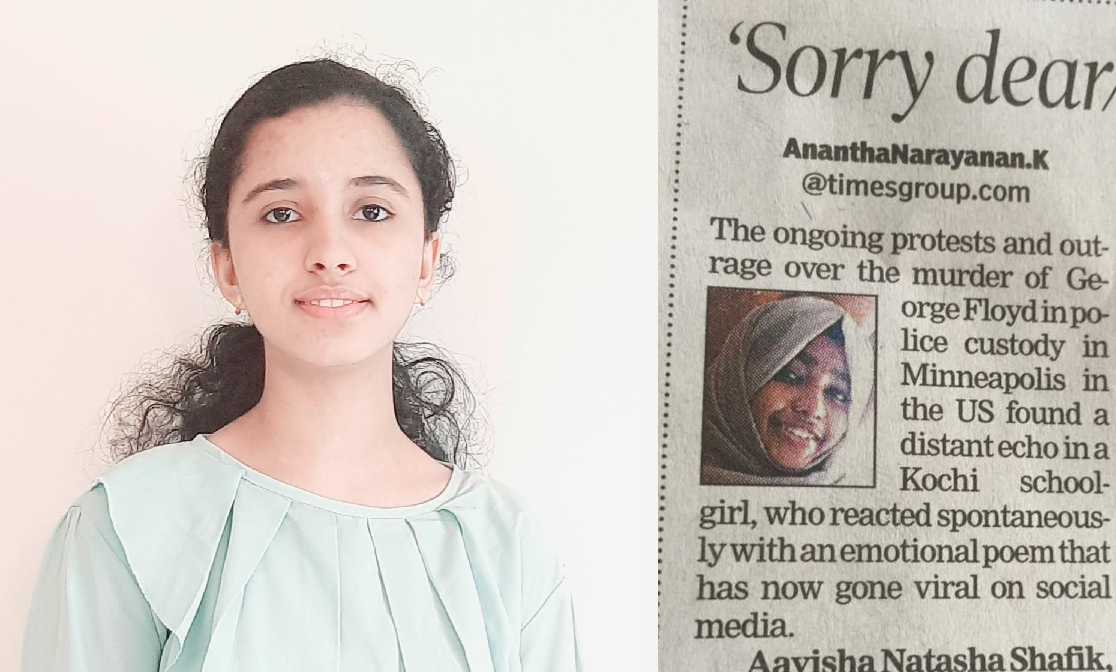 ‘Sorry dear
AnanthaNarayanan.K
@timesgroup.com
The ongoing protests and out-
rage over the murder of Ge-
orge Floyd in po-
lice custody in
Minneapolis in
the US found a
distant echo in a
Kochi school-
girl, who reacted spontaneous-
ly with an emotional poem that
has now gone viral on social
media.
Aavisha Natasha Shafik,